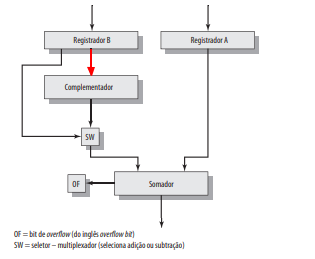 Registrador B
Registrador A
Complementador
SW
OF
Somador
OF = bit de overflow (do inglês overflow bit)
SW = seletor – multiplexador (seleciona adição ou subtração)